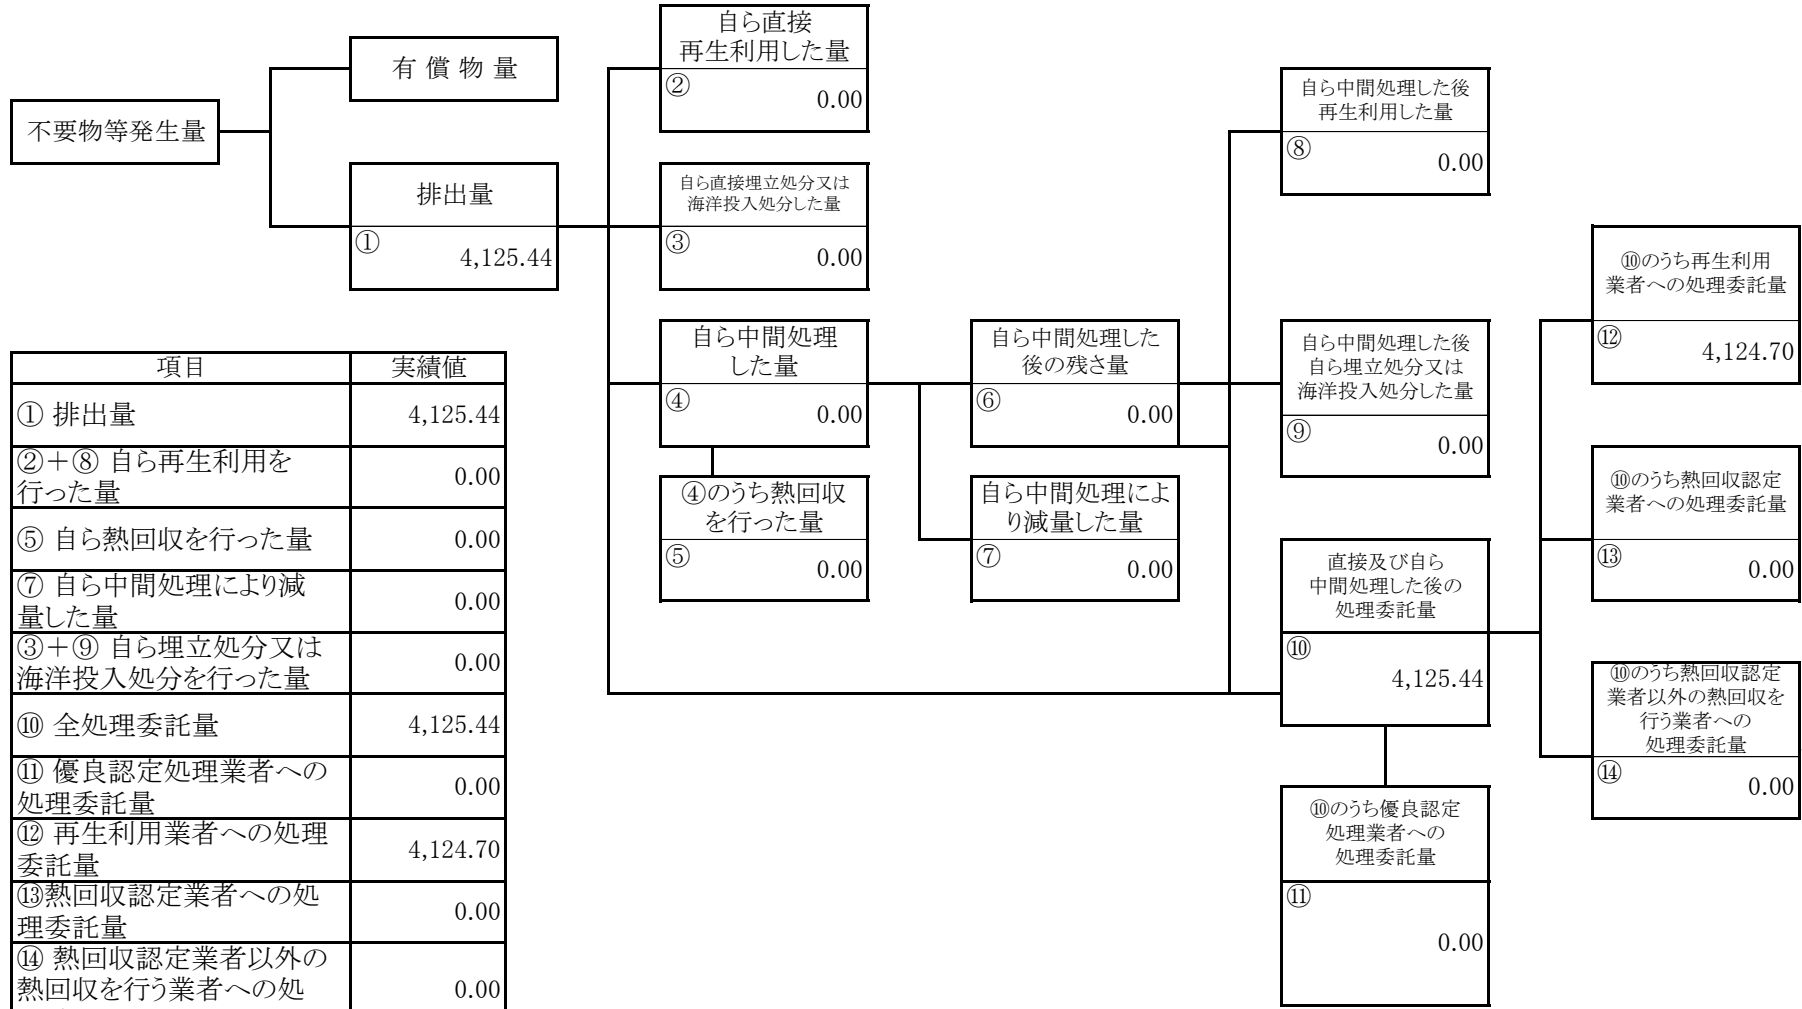 不要物等発生量
有 償 物 量
排出量
①
4,125.44
自ら直接
再生利用した量
②
0.00
自ら直接埋立処分又は
海洋投入処分した量
③
0.00
自ら中間処理
した量
④
0.00
④のうち熱回収
を行った量
⑤
0.00
自ら中間処理した
後の残さ量
⑥
0.00
自ら中間処理によ
り減量した量
⑦
0.00
自ら中間処理した後
再生利用した量
⑧
0.00
自ら中間処理した後
自ら埋立処分又は
海洋投入処分した量
⑨
0.00
直接及び自ら
中間処理した後の
処理委託量
⑩
4,125.44
⑩のうち優良認定
処理業者への
処理委託量
⑪
0.00
⑩のうち再生利用
業者への処理委託量
⑫
4,124.70
⑩のうち熱回収認定
業者への処理委託量
⑬
0.00
⑩のうち熱回収認定
業者以外の熱回収を
行う業者への
処理委託量
⑭
0.00
項目 実績値
① 排出量 4,125.44
②＋⑧ 自ら再生利用を
行った量
0.00
⑤ 自ら熱回収を行った量 0.00
⑦ 自ら中間処理により減
量した量
0.00
③＋⑨ 自ら埋立処分又は
海洋投入処分を行った量
0.00
⑩ 全処理委託量 4,125.44
⑪ 優良認定処理業者への
処理委託量
0.00
⑫ 再生利用業者への処理
委託量
4,124.70
⑬熱回収認定業者への処
理委託量
0.00
⑭ 熱回収認定業者以外の
熱回収を行う業者への処
0.00